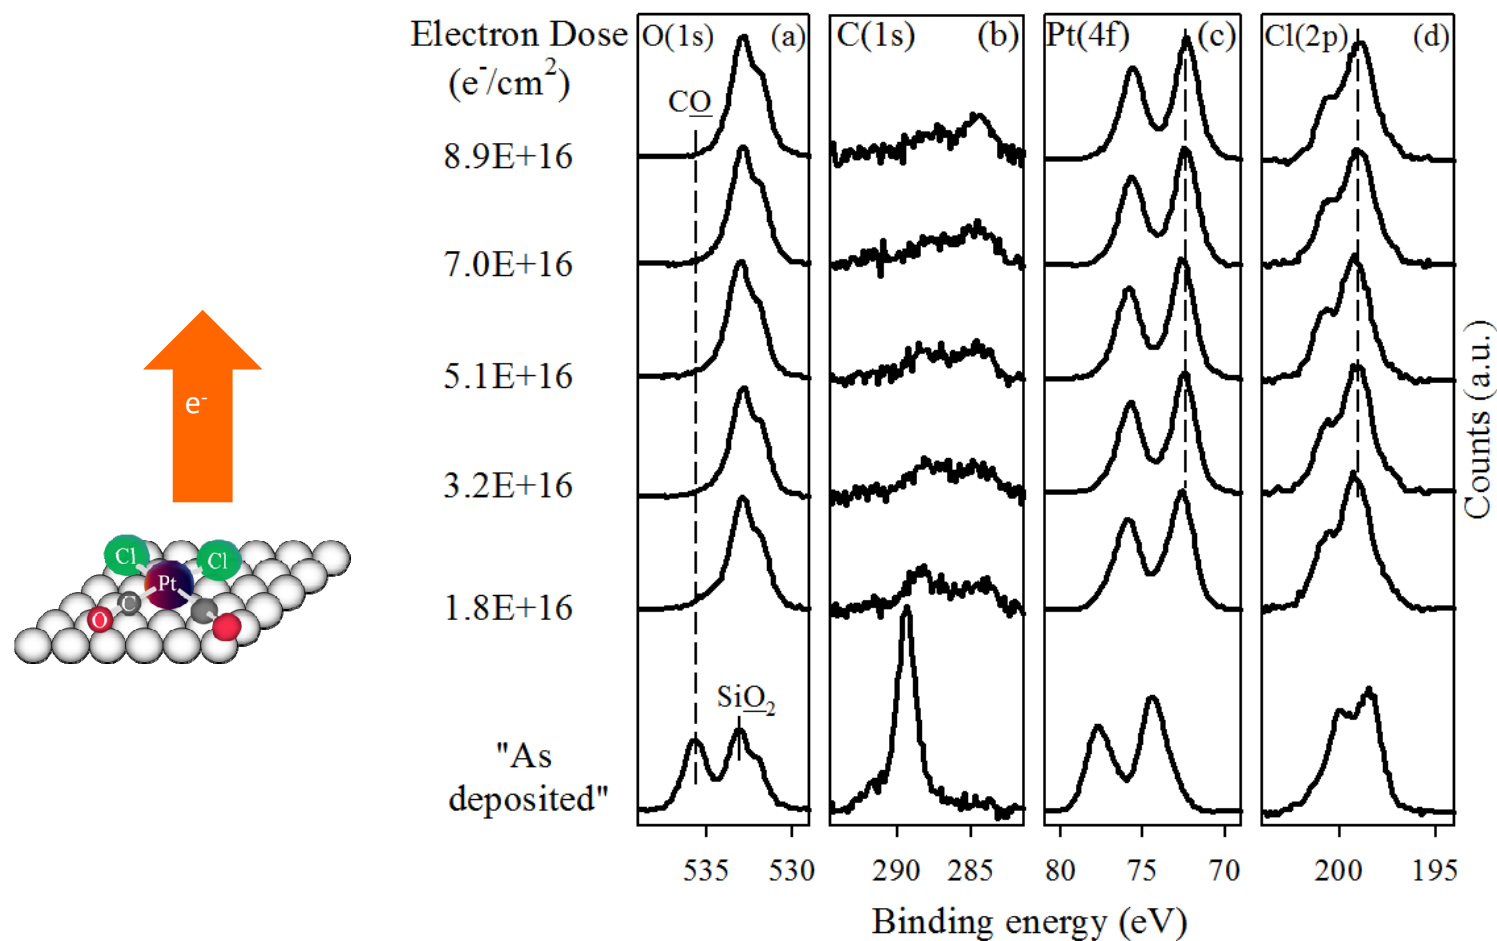 Electron Dose
(e⁻/cm²)
O(1s)
(a)
C(1s)
(b)
Pt(4f)
(c)
Cl(2p)
(d)
CO
8.9E+16
7.0E+16
5.1E+16
3.2E+16
1.8E+16
SiO₂
"As
deposited"
e⁻
Cl
Cl
Pt
C
O
Counts (a.u.)
535 530 290 285 80 75 70 200 195
Binding energy (eV)